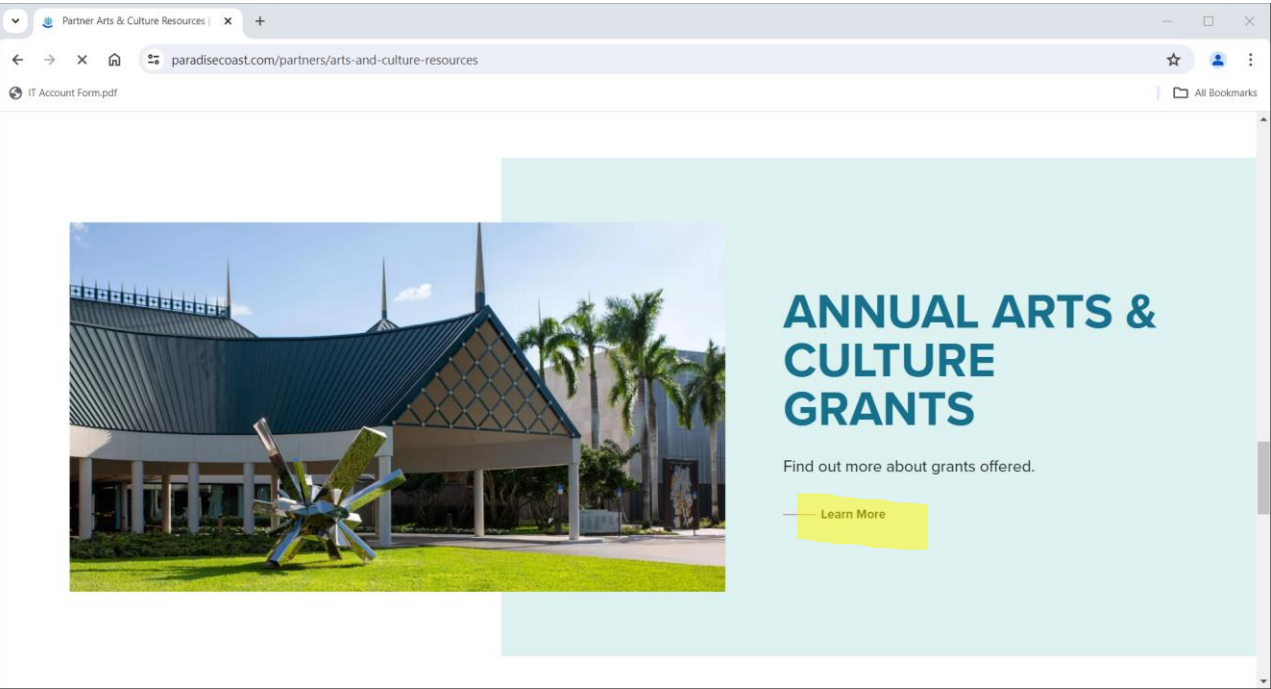 Partner Arts & Culture Resources |
paradisecoast.com/partners/arts-and-culture-resources
IT Account Form.pdf
All Bookmarks
ANNUAL ARTS &
CULTURE
GRANTS
Find out more about grants offered.
Learn More